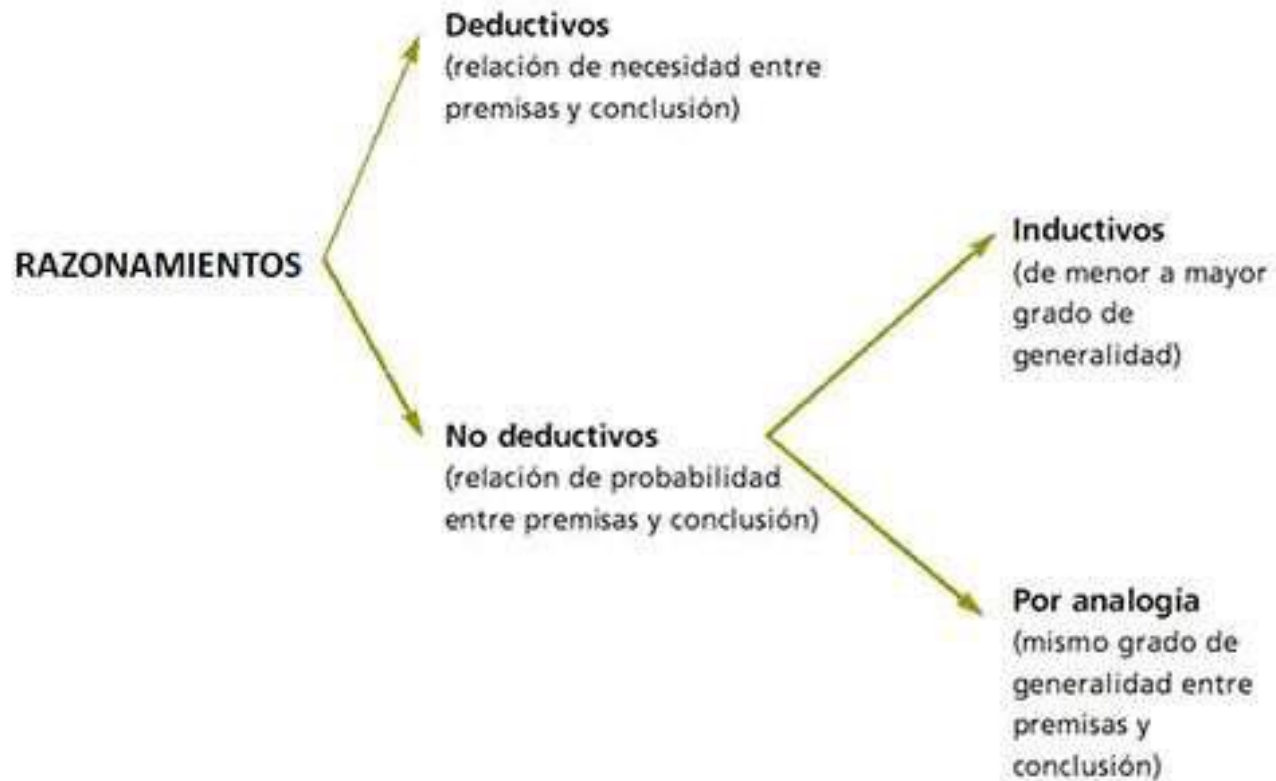 Deductivos
(relación de necesidad entre
premisas y conclusión)
RAZONAMIENTOS
Inductivos
(de menor a mayor
grado de
generalidad)
No deductivos
(relación de probabilidad
entre premisas y conclusión)
Por analogía
(mismo grado de
generalidad entre
premisas y
conclusión)